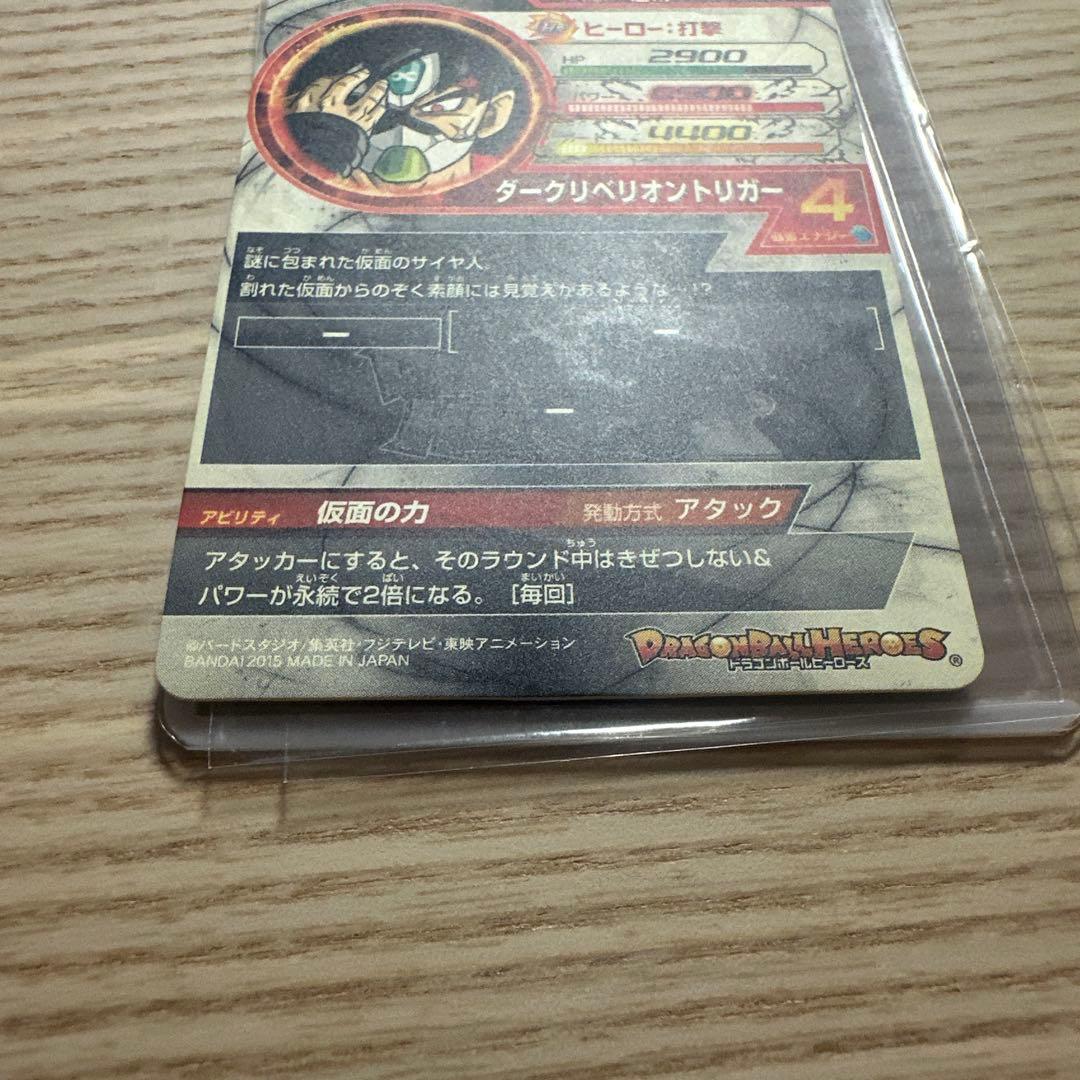 ヒーロー:打撃
HP 2900
パワー
4400
ダークリベリオントリガー 4
謎に包まれた仮面のサイヤ人。
割れた仮面からのぞく素顔には見覚えがあるような…!?
アビリティ 仮面の力 発動方式 アタック
アタッカーにすると、そのラウンド中はきぜつしない&
パワーが永続で2倍になる。 [毎回]
©バードスタジオ/集英社・フジテレビ・東映アニメーション
BANDAI 2015 MADE IN JAPAN
DRAGONBALL HEROES
ドラゴンボールヒーローズ®